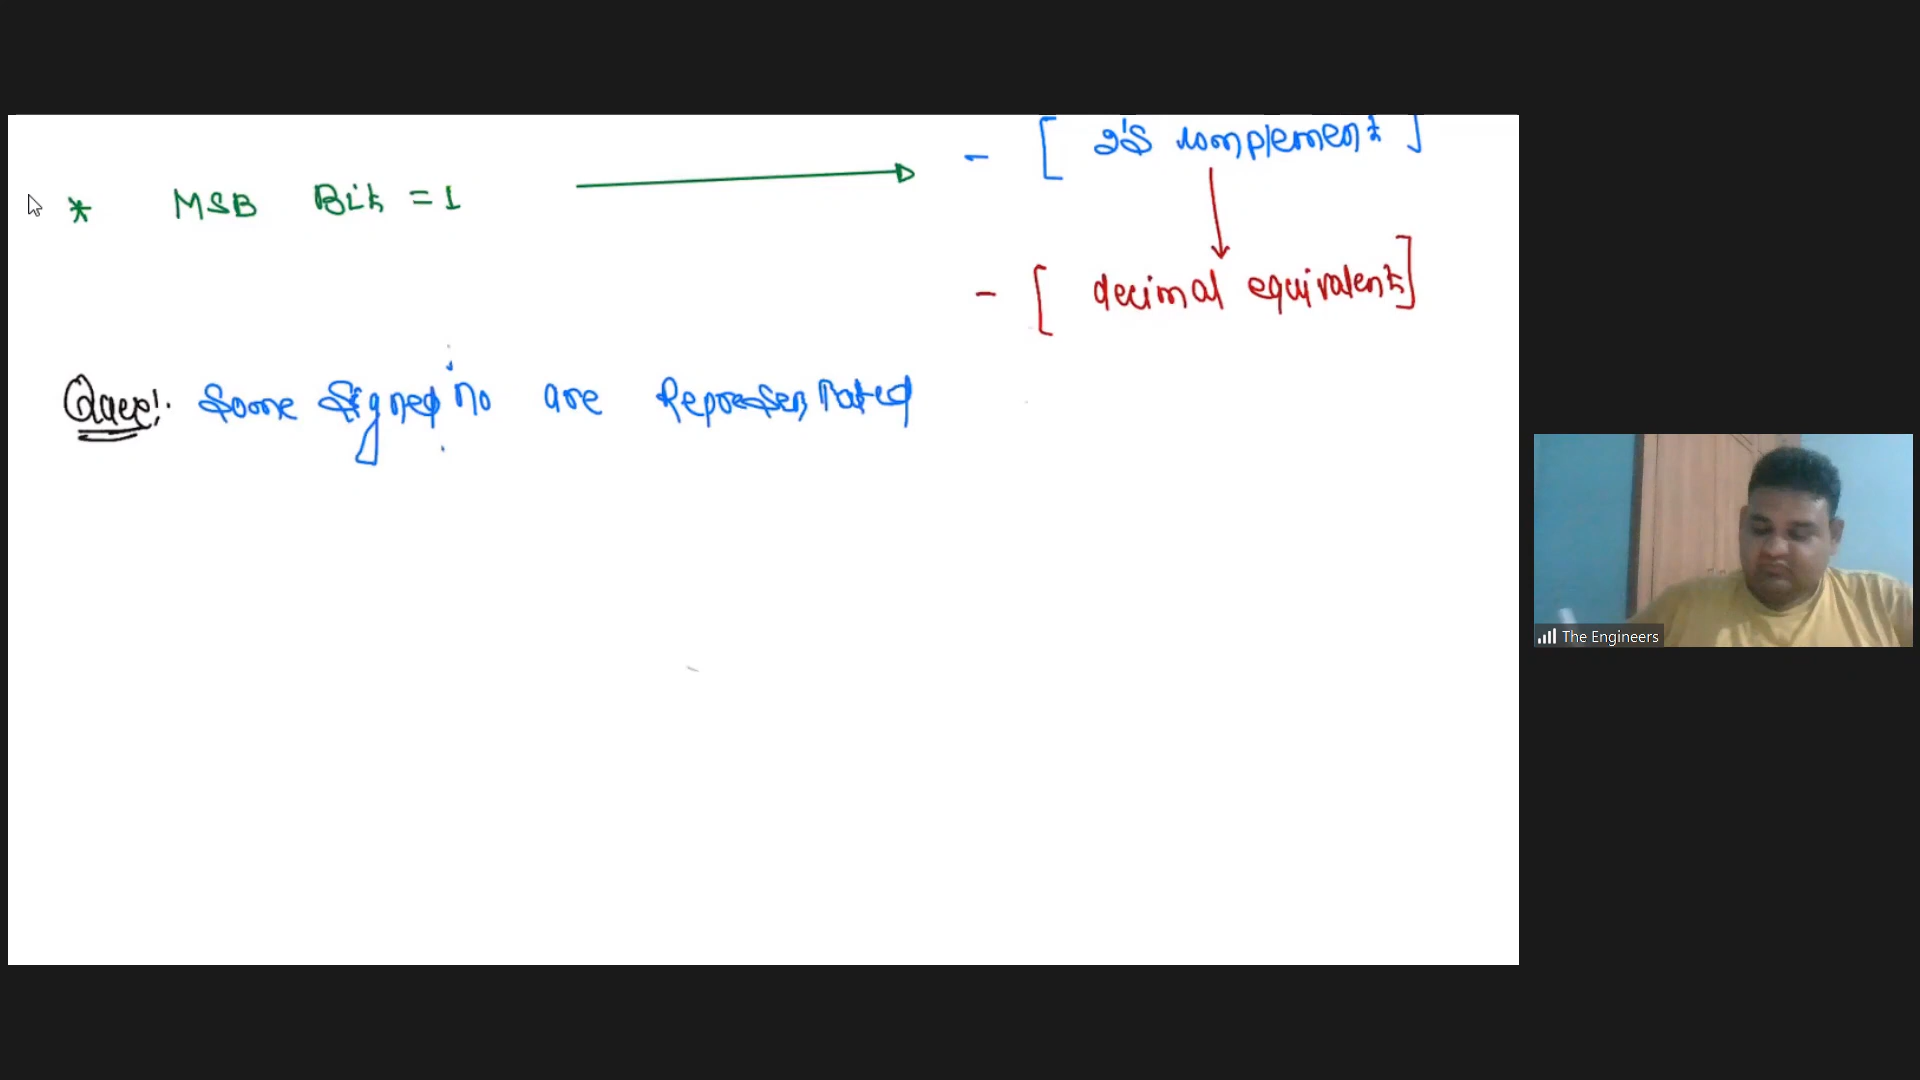 - [ 2's complement ]
* MSB Bit = 1
- [ decimal equivalent ]
Ques: Some Signed no are Represented
The Engineers